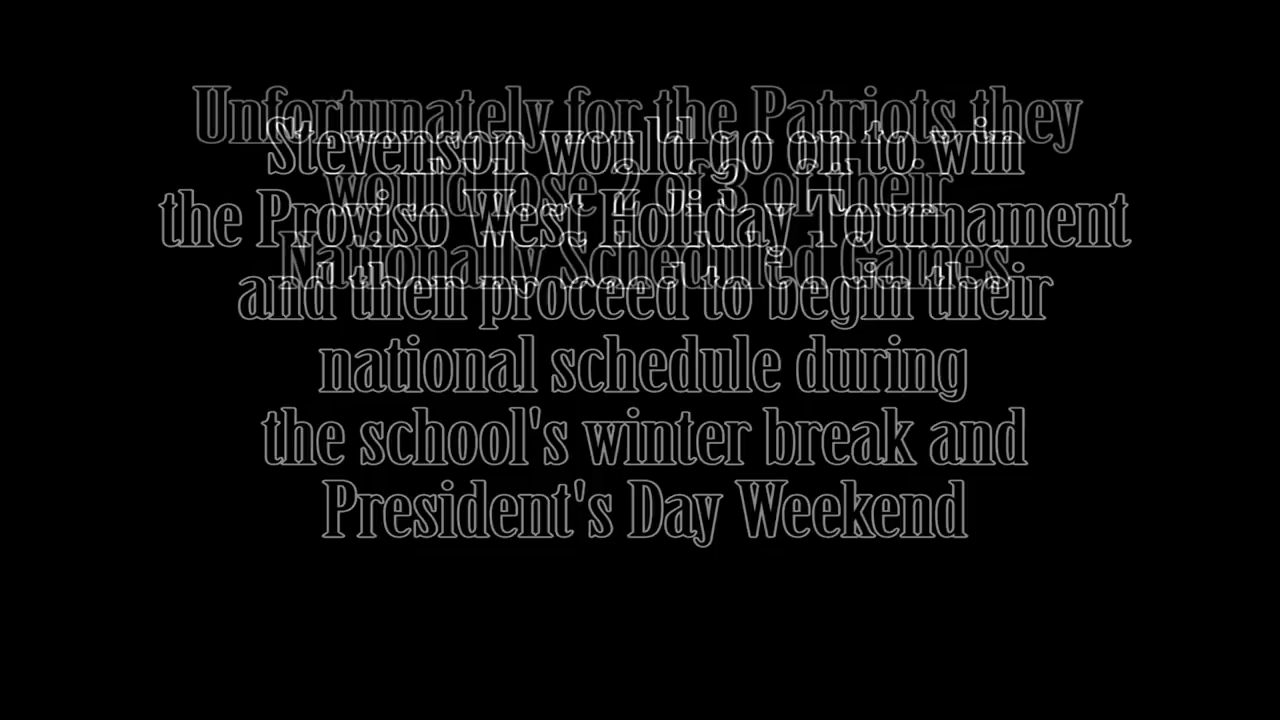 Unfortunately for the Patriots they
Stevenson would go on to win
would lose 2 of 3 of their
the Proviso West Holiday Tournament
Nationally Scheduled Games
and then proceed to begin their
national schedule during
the school's winter break and
President's Day Weekend